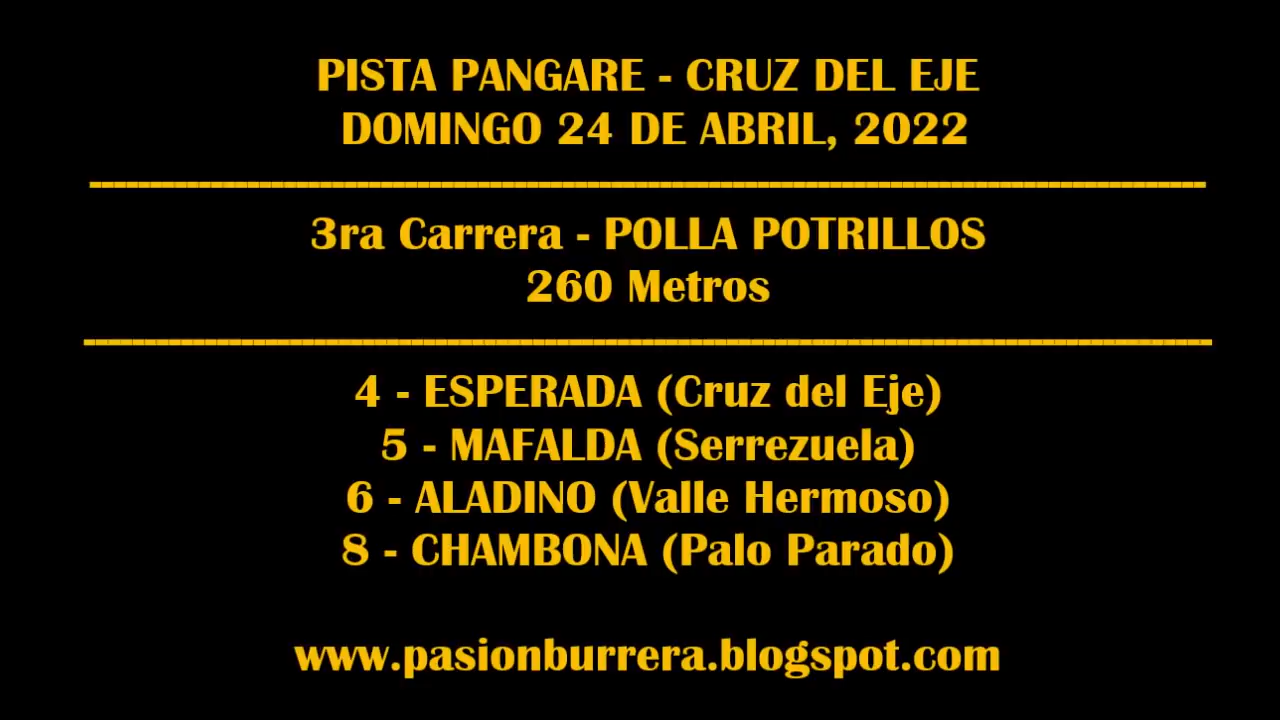 PISTA PANGARE - CRUZ DEL EJE
DOMINGO 24 DE ABRIL, 2022
3ra Carrera - POLLA POTRILLOS
260 Metros
4 - ESPERADA (Cruz del Eje)
5 - MAFALDA (Serrezuela)
6 - ALADINO (Valle Hermoso)
8 - CHAMBONA (Palo Parado)
www.pasionburrera.blogspot.com